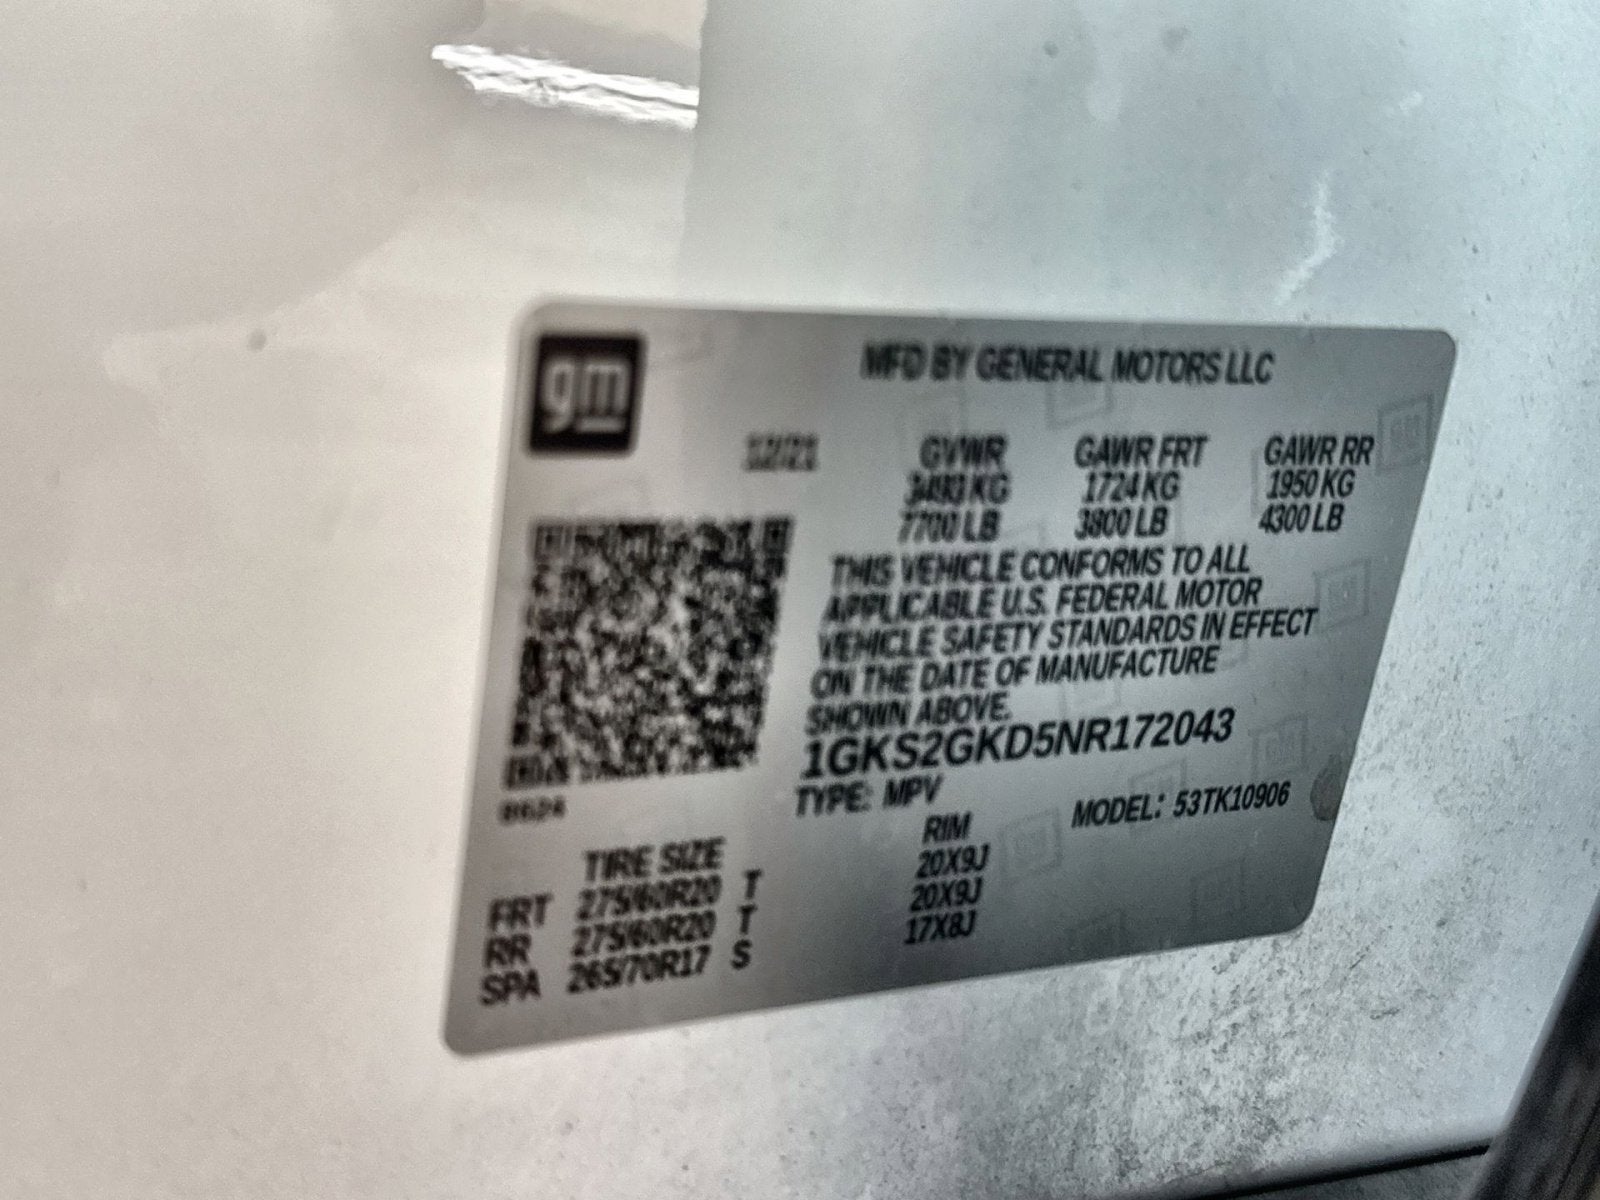 gm
MFD BY GENERAL MOTORS LLC
12/21 GVWR GAWR FRT GAWR RR
3493 KG 1724 KG 1950 KG
7700 LB 3800 LB 4300 LB
THIS VEHICLE CONFORMS TO ALL
APPLICABLE U.S. FEDERAL MOTOR
VEHICLE SAFETY STANDARDS IN EFFECT
ON THE DATE OF MANUFACTURE
SHOWN ABOVE.
1GKS2GKD5NR172043
TYPE: MPV MODEL: 53TK10906
TIRE SIZE RIM
FRT 275/60R20 T 20X9J
RR 275/60R20 T 20X9J
SPA 265/70R17 S 17X8J